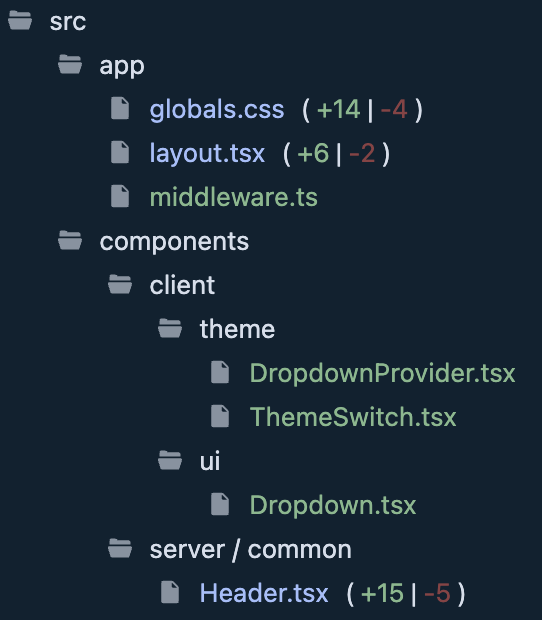 src
app
globals.css ( +14 | -4 )
layout.tsx ( +6 | -2 )
middleware.ts
components
client
theme
DropdownProvider.tsx
ThemeSwitch.tsx
ui
Dropdown.tsx
server / common
Header.tsx ( +15 | -5 )